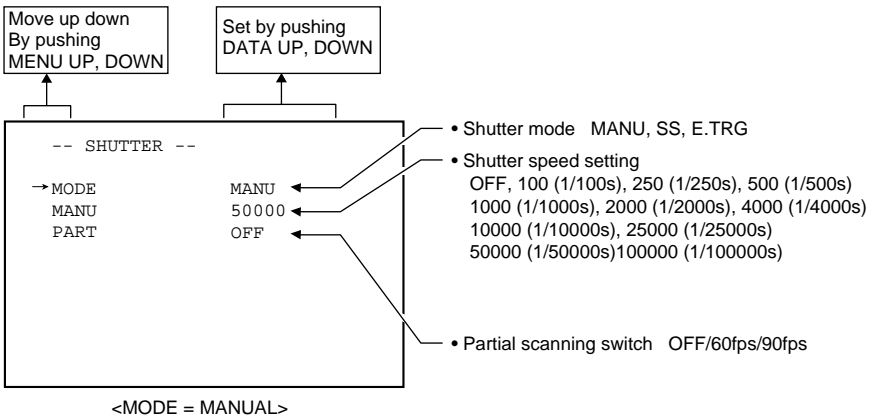 Move up down
By pushing
MENU UP, DOWN
Set by pushing
DATA UP, DOWN
-- SHUTTER --
→MODE MANU
MANU 50000
PART OFF
• Shutter mode MANU, SS, E.TRG
• Shutter speed setting
OFF, 100 (1/100s), 250 (1/250s), 500 (1/500s)
1000 (1/1000s), 2000 (1/2000s), 4000 (1/4000s)
10000 (1/10000s), 25000 (1/25000s)
50000 (1/50000s)100000 (1/100000s)
• Partial scanning switch OFF/60fps/90fps
<MODE = MANUAL>